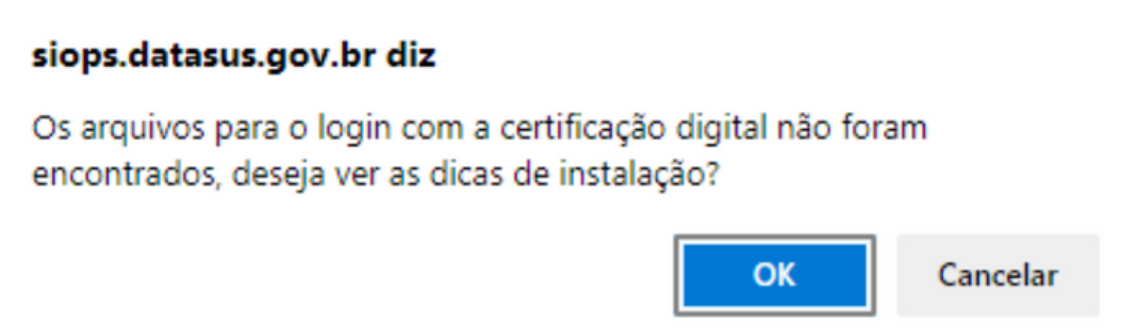 siops.datasus.gov.br diz
Os arquivos para o login com a certificação digital não foram
encontrados, deseja ver as dicas de instalação?
OK
Cancelar